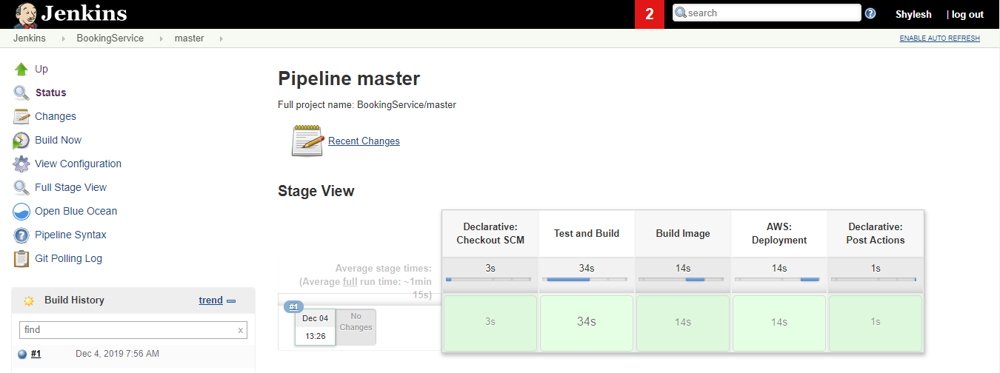 Jenkins
2
search
?
Shylesh
| log out
Jenkins
BookingService
master
ENABLE AUTO REFRESH
Up
Status
Changes
Build Now
View Configuration
Full Stage View
Open Blue Ocean
Pipeline Syntax
Git Polling Log
Build History
trend
find
x
#1
Dec 4, 2019 7:56 AM
Pipeline master
Full project name: BookingService/master
Recent Changes
Stage View
Declarative:
Checkout SCM
Test and Build
Build Image
AWS:
Deployment
Declarative:
Post Actions
Average stage times:
(Average full run time: ~1min
15s)
3s
34s
14s
14s
1s
#1
Dec 04
13:26
No
Changes
3s
34s
14s
14s
1s